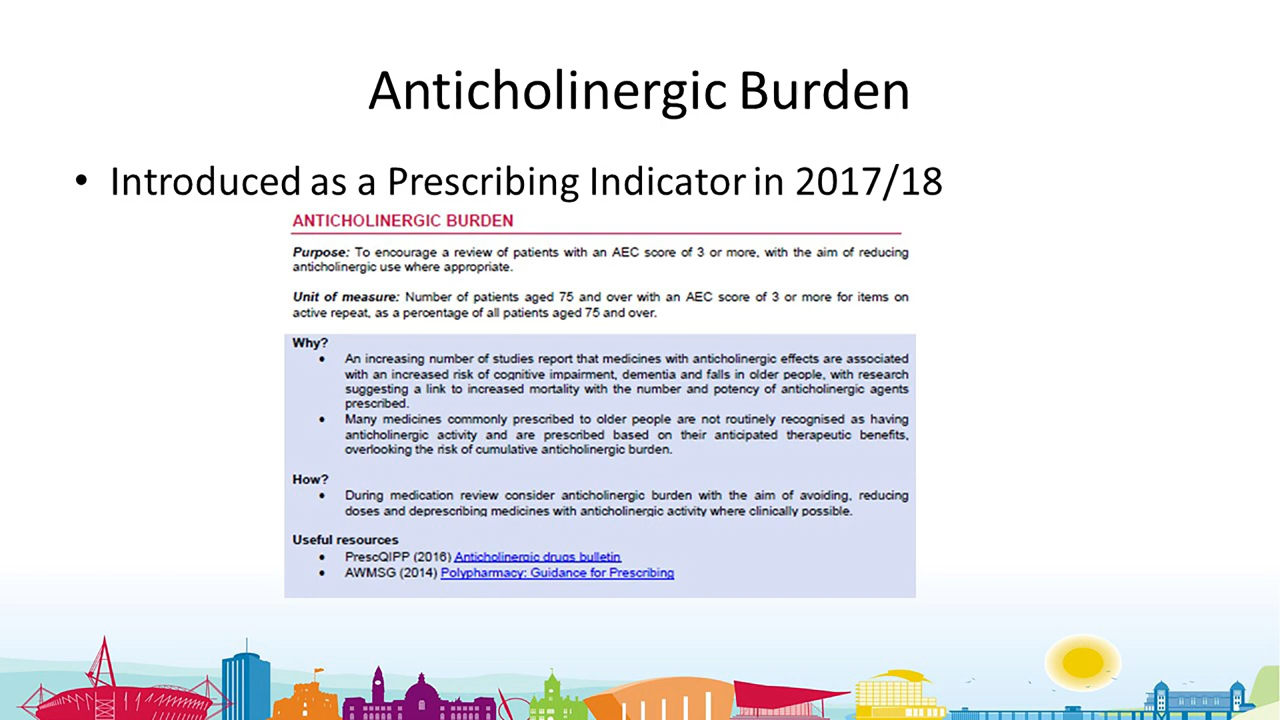 Anticholinergic Burden
• Introduced as a Prescribing Indicator in 2017/18
ANTICHOLINERGIC BURDEN
Purpose: To encourage a review of patients with an AEC score of 3 or more, with the aim of reducing
anticholinergic use where appropriate.
Unit of measure: Number of patients aged 75 and over with an AEC score of 3 or more for items on
active repeat, as a percentage of all patients aged 75 and over.
Why?
• An increasing number of studies report that medicines with anticholinergic effects are associated
with an increased risk of cognitive impairment, dementia and falls in older people, with research
suggesting a link to increased mortality with the number and potency of anticholinergic agents
prescribed.
• Many medicines commonly prescribed to older people are not routinely recognised as having
anticholinergic activity and are prescribed based on their anticipated therapeutic benefits,
overlooking the risk of cumulative anticholinergic burden.
How?
• During medication review consider anticholinergic burden with the aim of avoiding, reducing
doses and deprescribing medicines with anticholinergic activity where clinically possible.
Useful resources
• PrescQIPP (2016) Anticholinergic drugs bulletin
• AWMSG (2014) Polypharmacy: Guidance for Prescribing